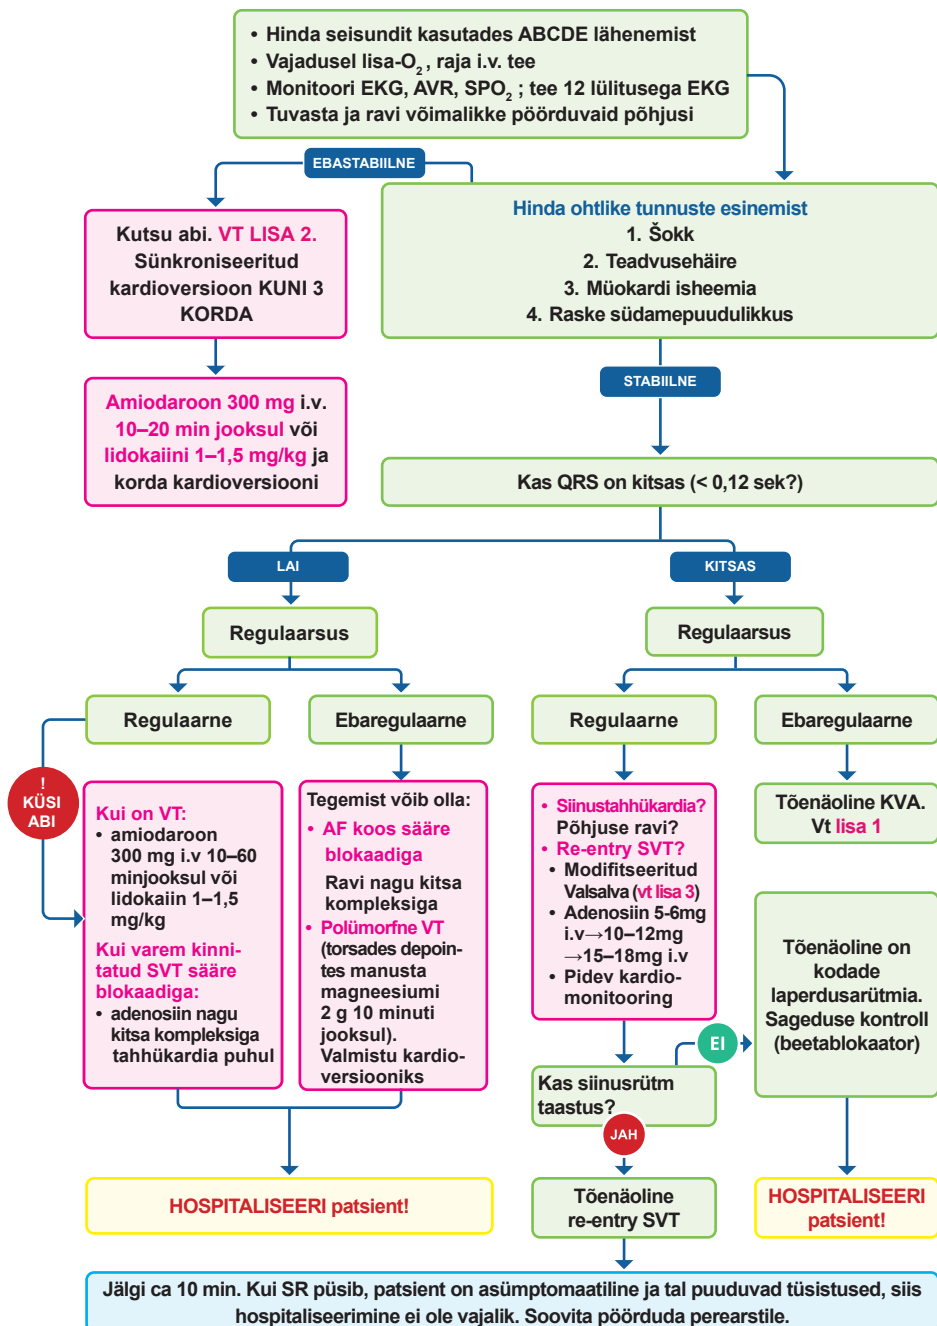 • Hinda seisundit kasutades ABCDE lähenemist
• Vajadusel lisa-O₂ , raja i.v. tee
• Monitoori EKG, AVR, SPO₂ ; tee 12 lülitusega EKG
• Tuvasta ja ravi võimalikke pöörduvaid põhjusi
EBASTABIILNE
Kutsu abi. VT LISA 2.
Sünkroniseeritud
kardioversioon KUNI 3
KORDA
Hinda ohtlike tunnuste esinemist
1. Šokk
2. Teadvusehäire
3. Müokardi isheemia
4. Raske südamepuudulikkus
Amiodaroon 300 mg i.v.
10–20 min jooksul või
lidokaiini 1–1,5 mg/kg ja
korda kardioversiooni
STABIILNE
Kas QRS on kitsas (< 0,12 sek?)
LAI
KITSAS
Regulaarsus
Regulaarsus
Regulaarne
Ebaregulaarne
Regulaarne
Ebaregulaarne
!
KÜSI
ABI
Kui on VT:
• amiodaroon
300 mg i.v 10–60
minjooksul või
lidokaiin 1–1,5
mg/kg
Kui varem kinni-
tatud SVT sääre
blokaadiga:
• adenosiin nagu
kitsa kompleksiga
tahhükardia puhul
Tegemist võib olla:
• AF koos sääre
blokaadiga
Ravi nagu kitsa
kompleksiga
• Polümorfne VT
(torsades depoin-
tes manusta
magneesiumi
2 g 10 minuti
jooksul).
Valmistu kardio-
versiooniks
• Siinustahhükardia?
Põhjuse ravi?
• Re-entry SVT?
• Modifitseeritud
Valsalva (vt lisa 3)
• Adenosiin 5-6mg
i.v→10–12mg
→15–18mg i.v
• Pidev kardio-
monitooring
Tõenäoline KVA.
Vt lisa 1
Tõenäoline on
kodade
laperdusarütmia.
Sageduse kontroll
(beetablokaator)
EI
Kas siinusrütm
taastus?
JAH
HOSPITALISEERI patsient!
Tõenäoline
re-entry SVT
HOSPITALISEERI
patsient!
Jälgi ca 10 min. Kui SR püsib, patsient on asümptomaatiline ja tal puuduvad tüsistused, siis
hospitaliseerimine ei ole vajalik. Soovita pöörduda perearstile.